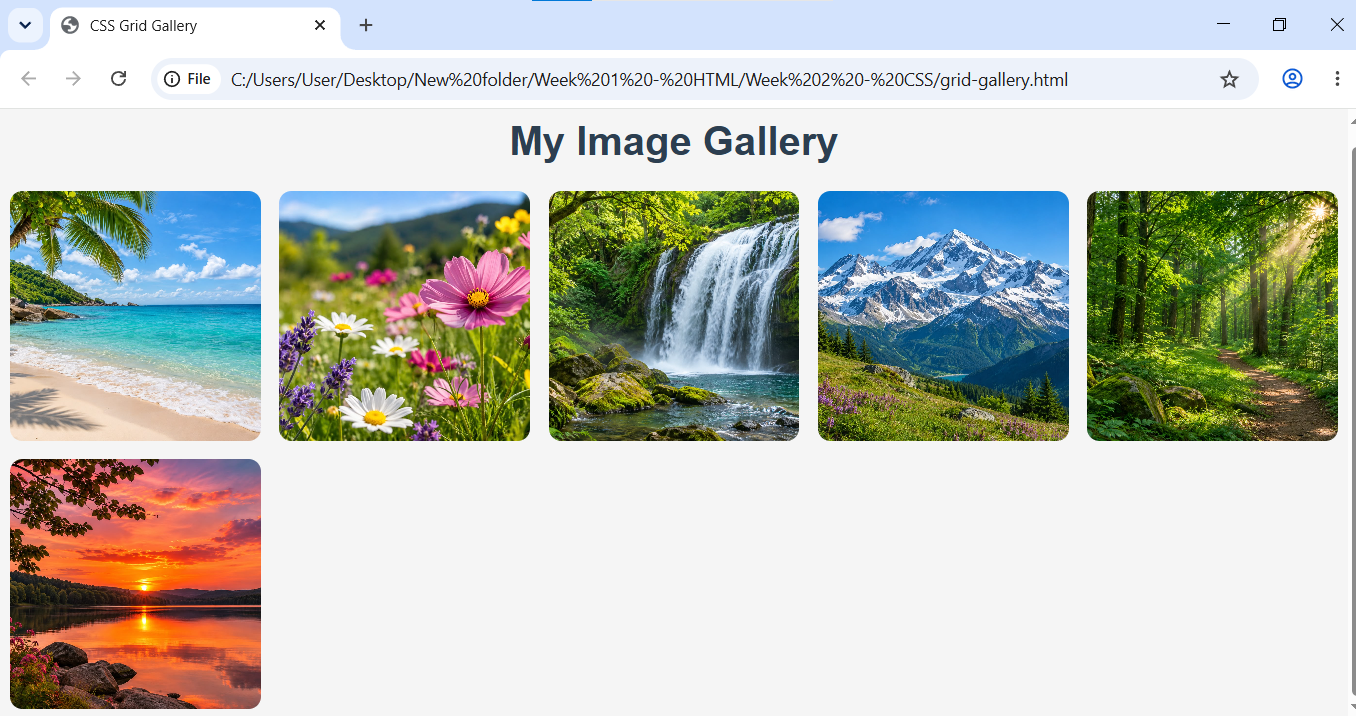 CSS Grid Gallery
File
C:/Users/User/Desktop/New%20folder/Week%201%20-%20HTML/Week%202%20-%20CSS/grid-gallery.html
My Image Gallery